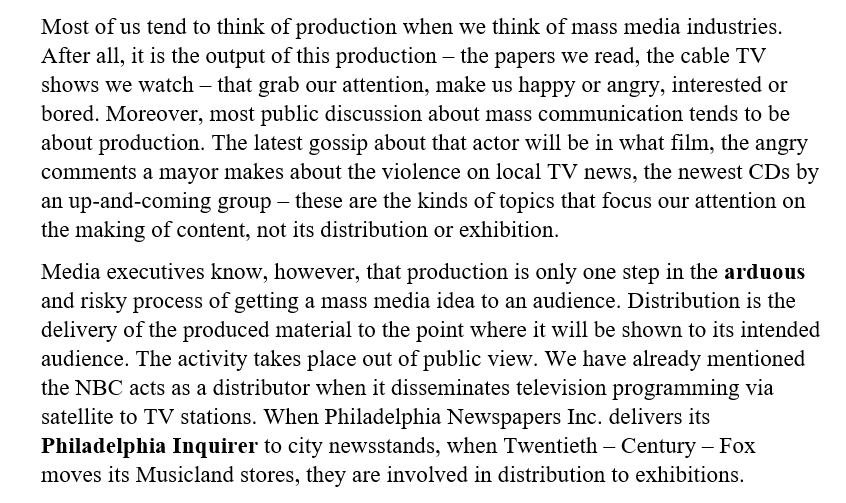 Most of us tend to think of production when we think of mass media industries.
After all, it is the output of this production – the papers we read, the cable TV
shows we watch – that grab our attention, make us happy or angry, interested or
bored. Moreover, most public discussion about mass communication tends to be
about production. The latest gossip about that actor will be in what film, the angry
comments a mayor makes about the violence on local TV news, the newest CDs by
an up-and-coming group – these are the kinds of topics that focus our attention on
the making of content, not its distribution or exhibition.
Media executives know, however, that production is only one step in the arduous
and risky process of getting a mass media idea to an audience. Distribution is the
delivery of the produced material to the point where it will be shown to its intended
audience. The activity takes place out of public view. We have already mentioned
the NBC acts as a distributor when it disseminates television programming via
satellite to TV stations. When Philadelphia Newspapers Inc. delivers its
Philadelphia Inquirer to city newsstands, when Twentieth – Century – Fox
moves its Musicland stores, they are involved in distribution to exhibitions.